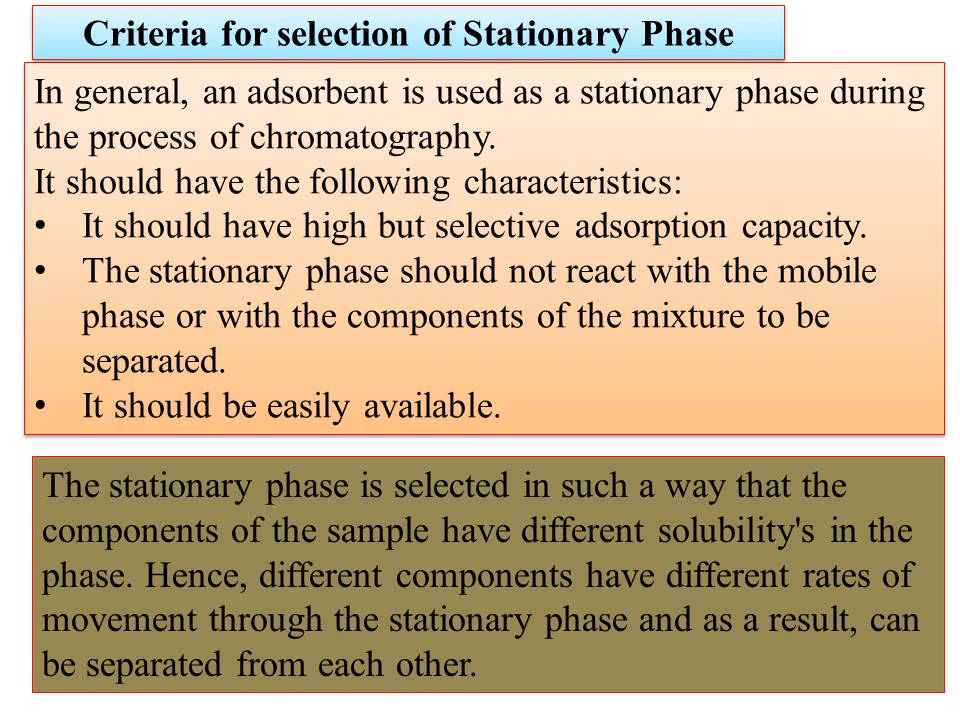 Criteria for selection of Stationary Phase
In general, an adsorbent is used as a stationary phase during
the process of chromatography.
It should have the following characteristics:
• It should have high but selective adsorption capacity.
• The stationary phase should not react with the mobile
phase or with the components of the mixture to be
separated.
• It should be easily available.
The stationary phase is selected in such a way that the
components of the sample have different solubility's in the
phase. Hence, different components have different rates of
movement through the stationary phase and as a result, can
be separated from each other.